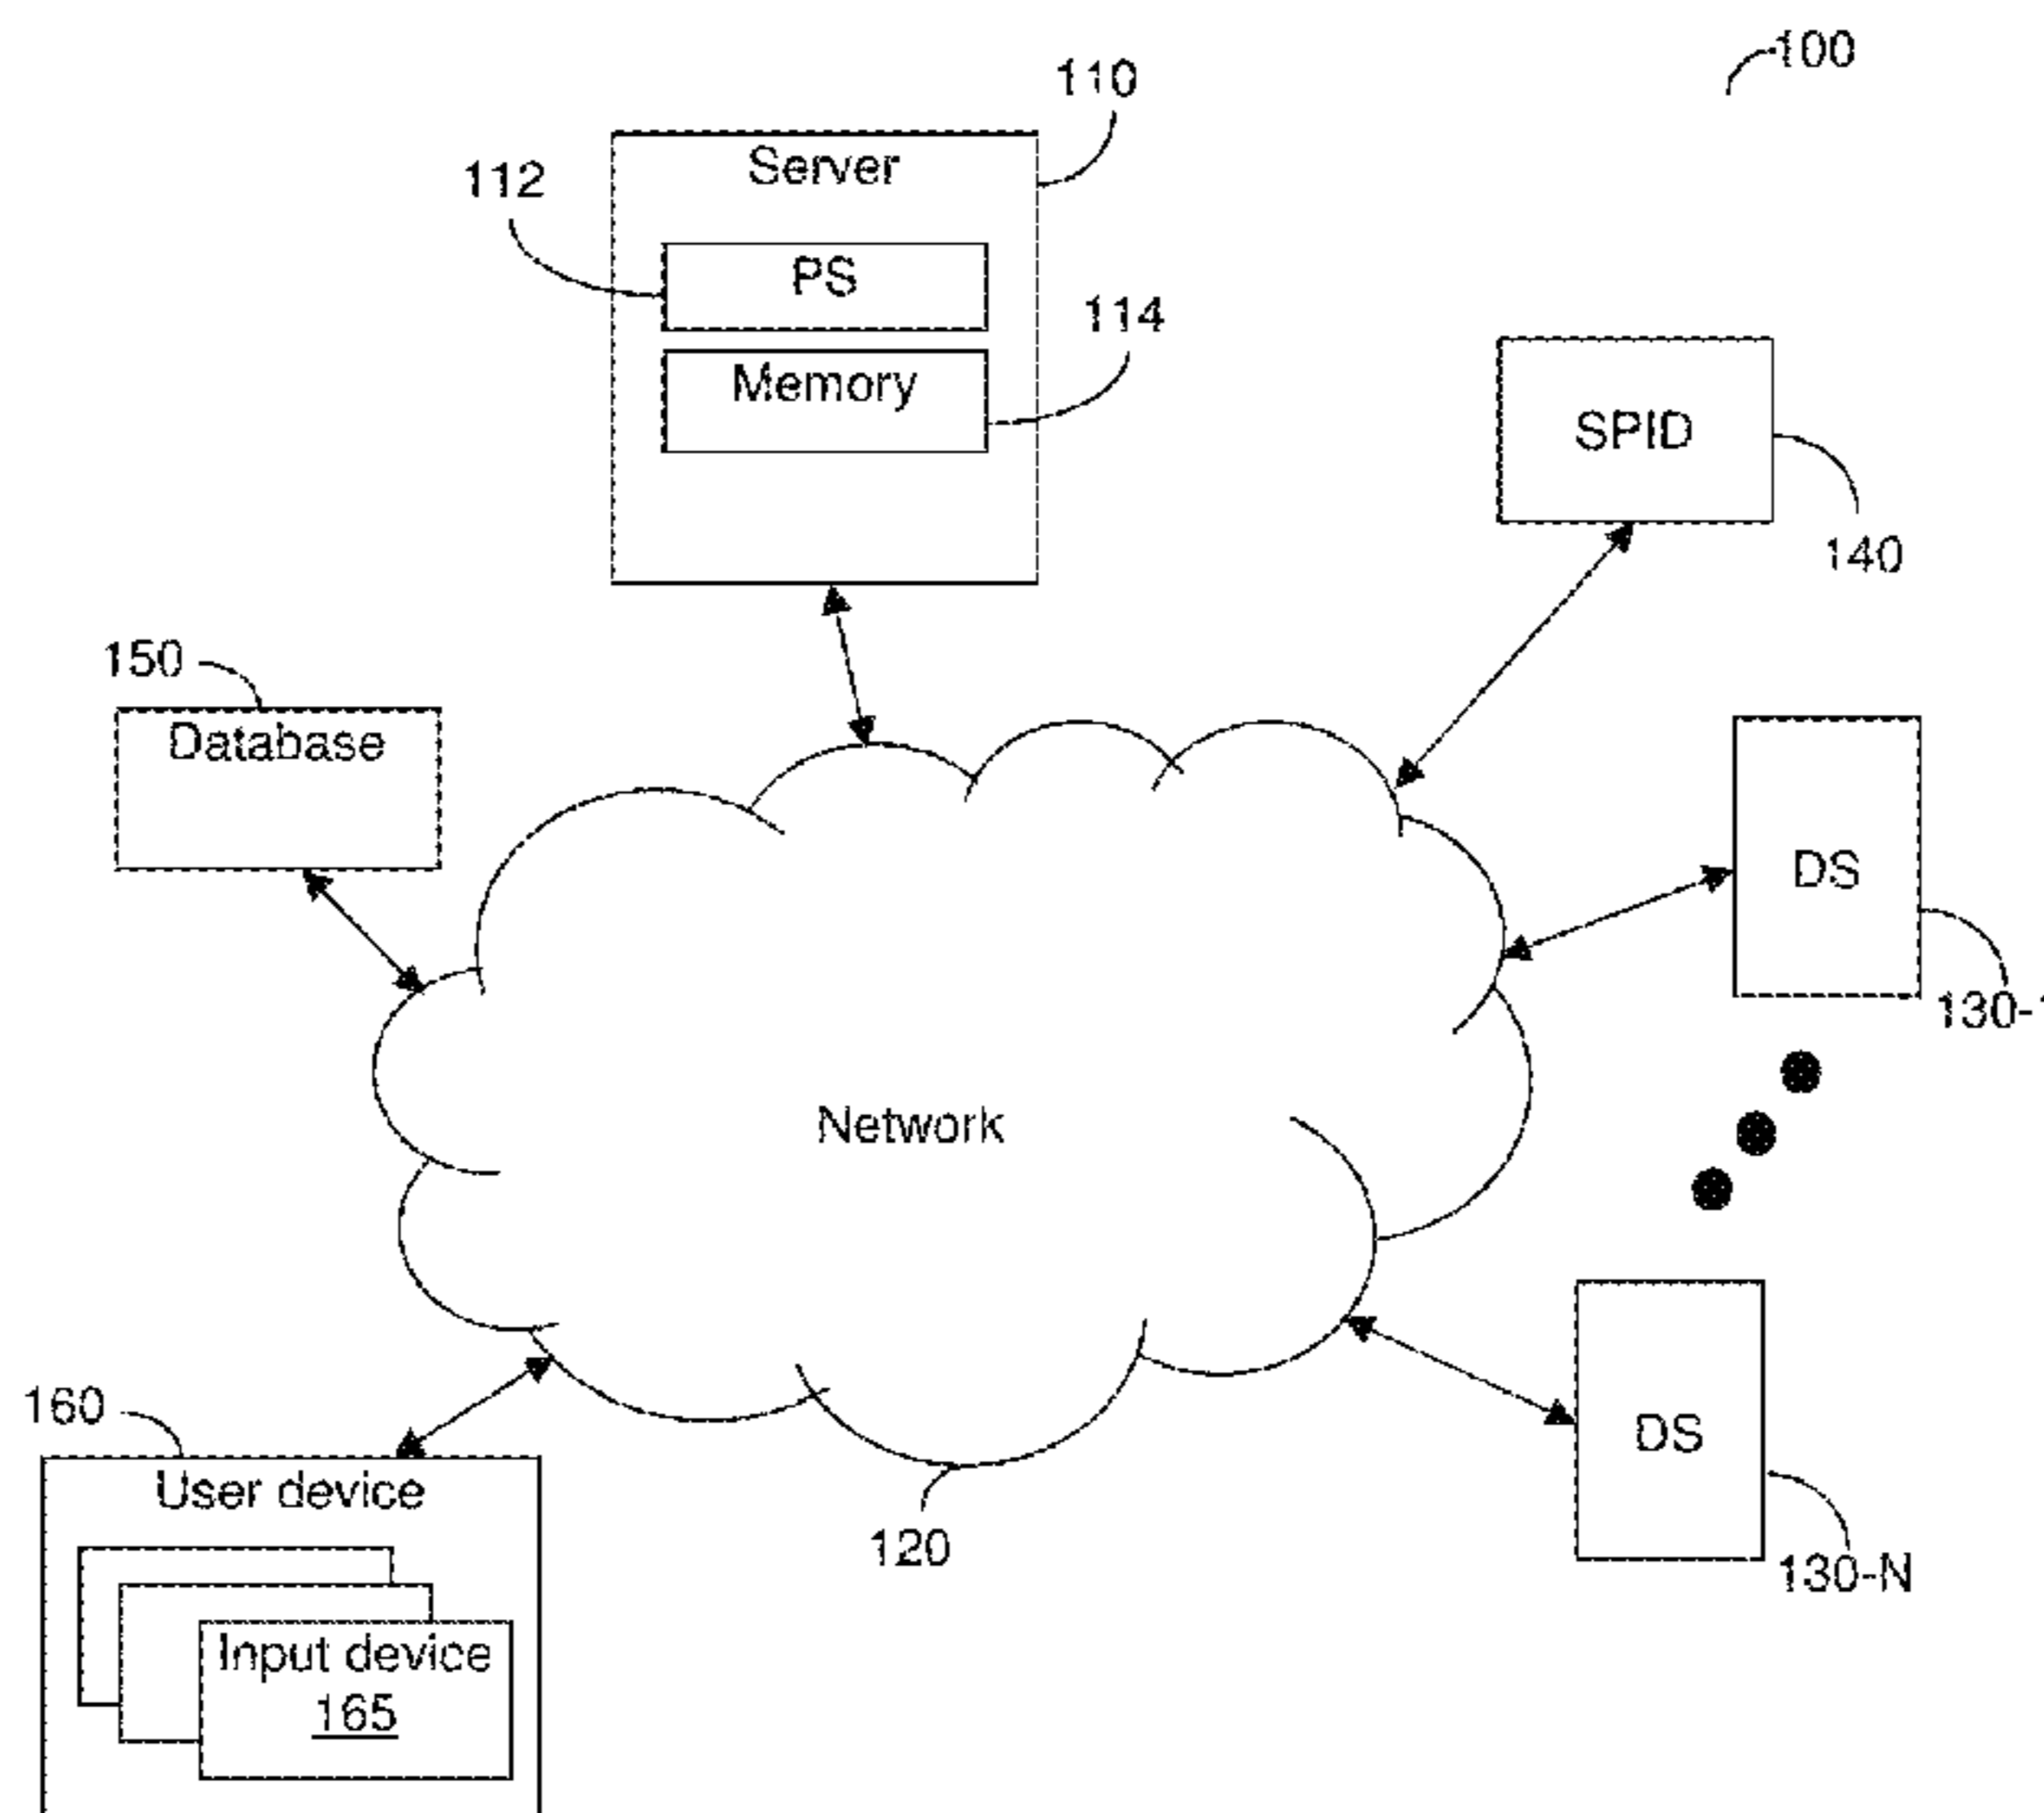 100
110
Server
112
PS
114
Memory
SPID
140
150
Database
DS
130-1
Network
160
User device
DS
120
130-N
Input device
165